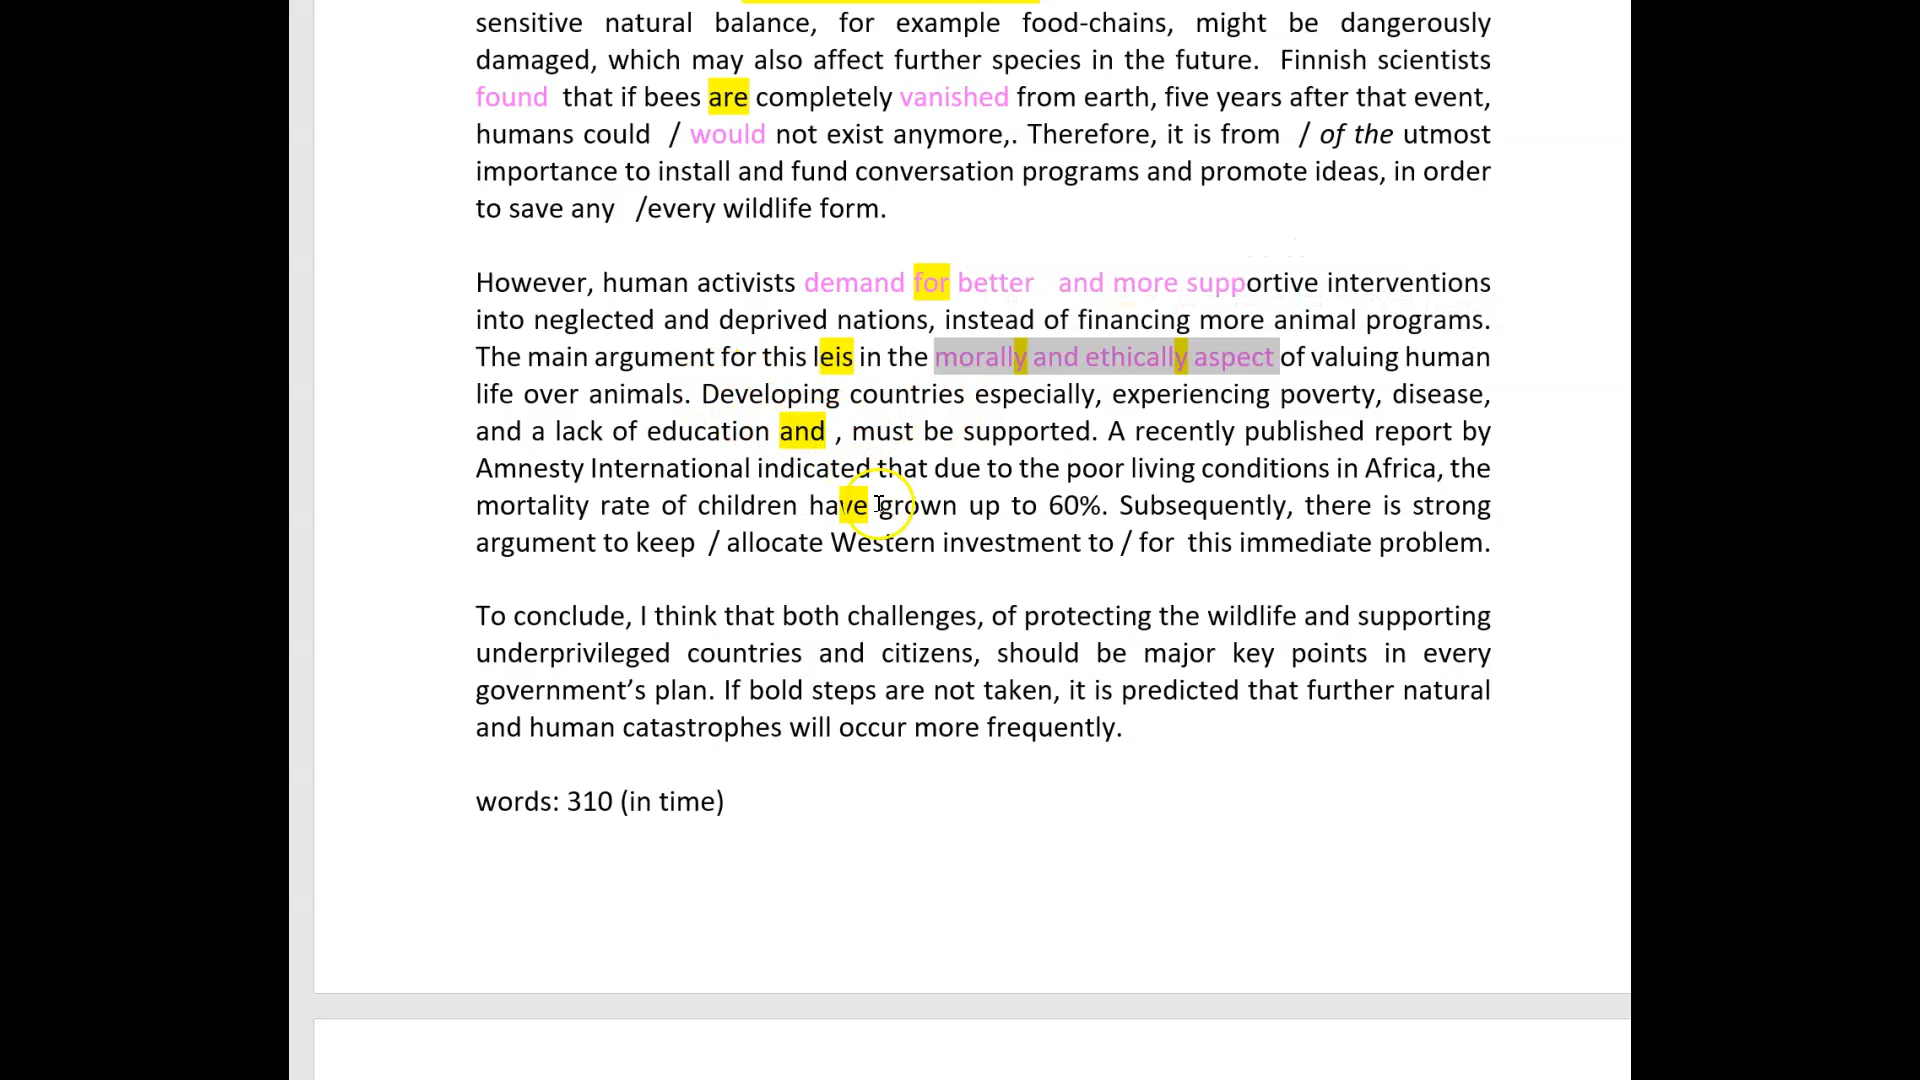 sensitive natural balance, for example food-chains, might be dangerously
damaged, which may also affect further species in the future. Finnish scientists
found that if bees are completely vanished from earth, five years after that event,
humans could / would not exist anymore,. Therefore, it is from / of the utmost
importance to install and fund conversation programs and promote ideas, in order
to save any /every wildlife form.
However, human activists demand for better and more supportive interventions
into neglected and deprived nations, instead of financing more animal programs.
The main argument for this leis in the morally and ethically aspect of valuing human
life over animals. Developing countries especially, experiencing poverty, disease,
and a lack of education and , must be supported. A recently published report by
Amnesty International indicated that due to the poor living conditions in Africa, the
mortality rate of children have grown up to 60%. Subsequently, there is strong
argument to keep / allocate Western investment to / for this immediate problem.
To conclude, I think that both challenges, of protecting the wildlife and supporting
underprivileged countries and citizens, should be major key points in every
government’s plan. If bold steps are not taken, it is predicted that further natural
and human catastrophes will occur more frequently.
words: 310 (in time)